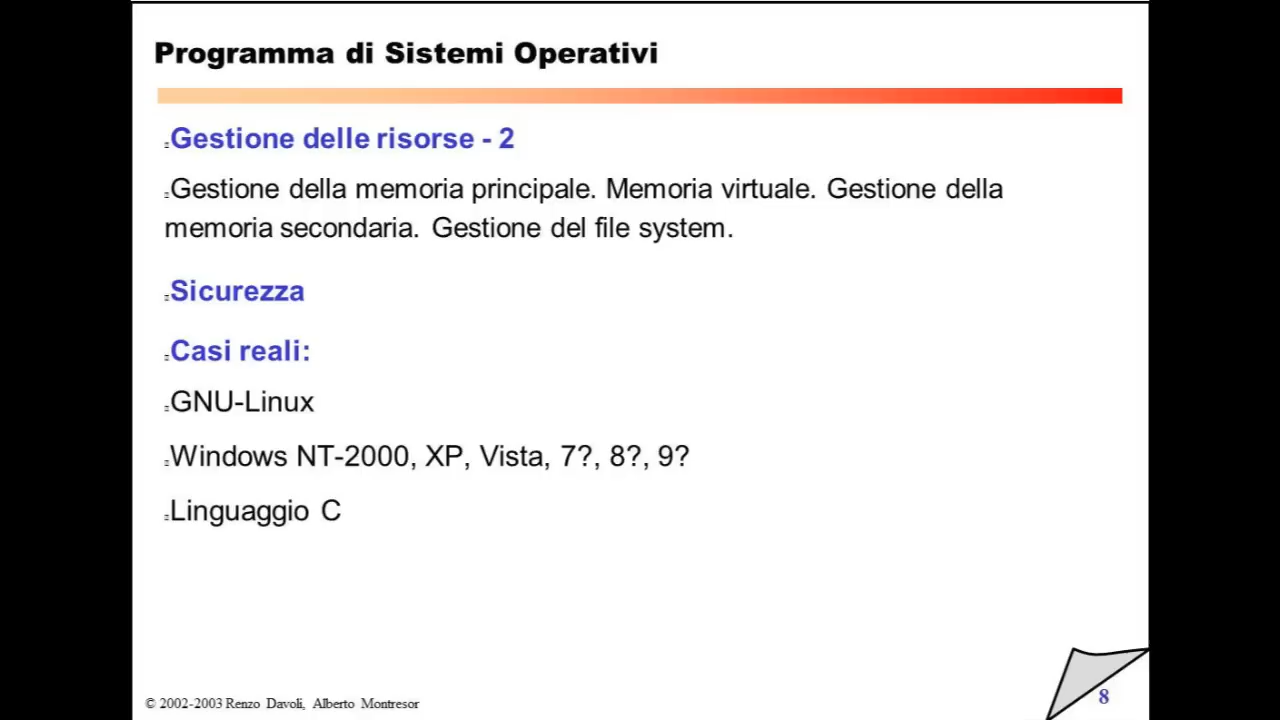 Programma di Sistemi Operativi
Gestione delle risorse - 2
Gestione della memoria principale. Memoria virtuale. Gestione della
memoria secondaria. Gestione del file system.
Sicurezza
Casi reali:
GNU-Linux
Windows NT-2000, XP, Vista, 7?, 8?, 9?
Linguaggio C
© 2002-2003 Renzo Davoli, Alberto Montresor
8